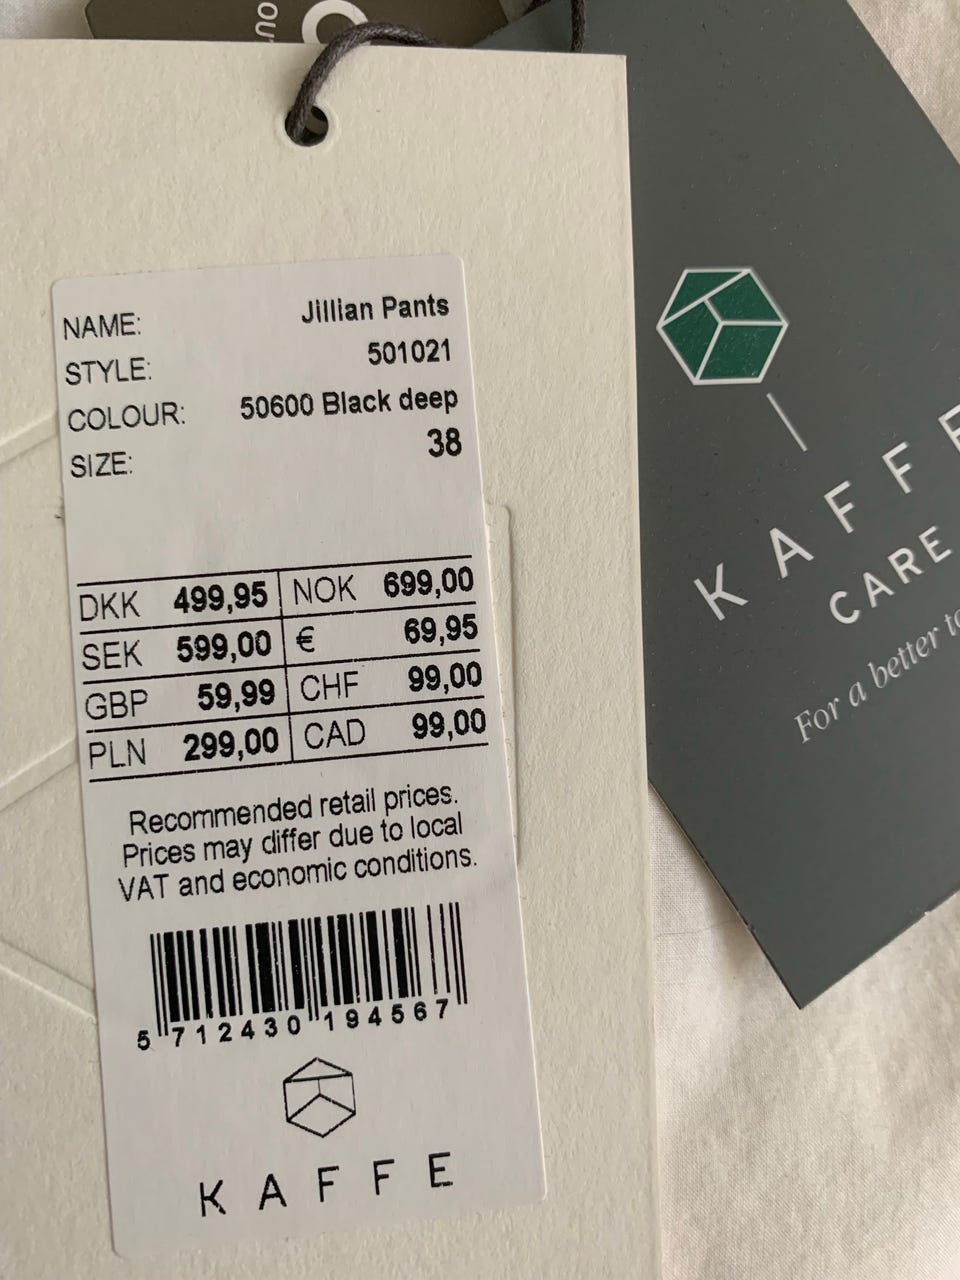 NAME: Jillian Pants
STYLE: 501021
COLOUR: 50600 Black deep
SIZE: 38
DKK 499,95 NOK 699,00
SEK 599,00 € 69,95
GBP 59,99 CHF 99,00
PLN 299,00 CAD 99,00
Recommended retail prices.
Prices may differ due to local
VAT and economic conditions.
5 712430 194567
KAFFE
KAFFE
CARE
For a better